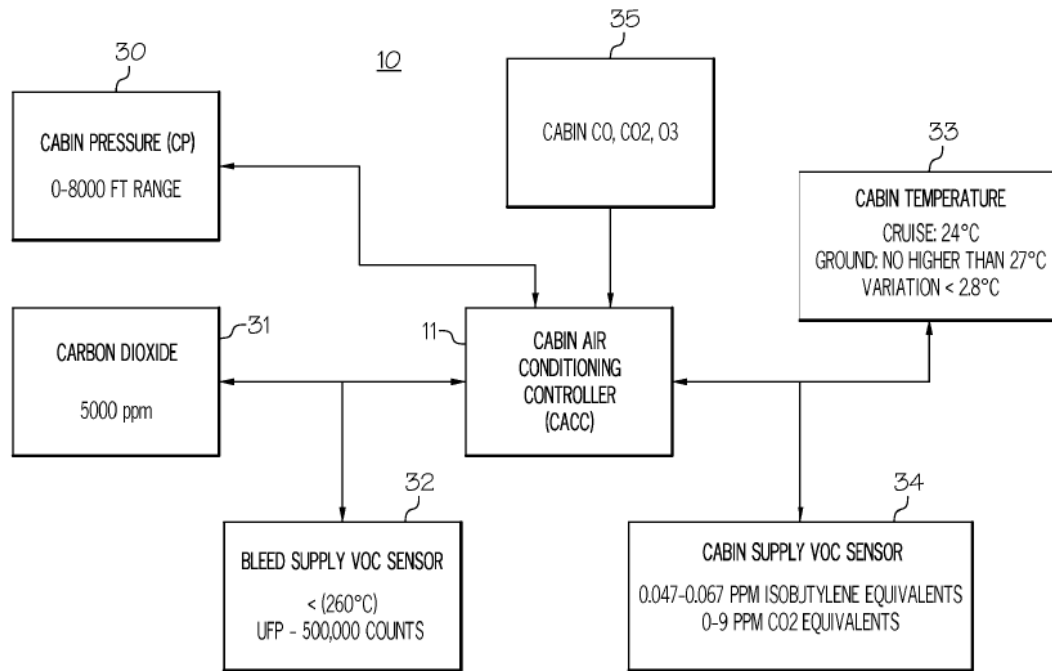 30
10
35
CABIN PRESSURE (CP)
0-8000 FT RANGE
CABIN CO, CO2, O3
33
CABIN TEMPERATURE
CRUISE: 24°C
GROUND: NO HIGHER THAN 27°C
VARIATION < 2.8°C
31
CARBON DIOXIDE
5000 ppm
11
CABIN AIR
CONDITIONING
CONTROLLER
(CACC)
32
BLEED SUPPLY VOC SENSOR
< (260°C)
UFP - 500,000 COUNTS
34
CABIN SUPPLY VOC SENSOR
0.047-0.067 PPM ISOBUTYLENE EQUIVALENTS
0-9 PPM CO2 EQUIVALENTS